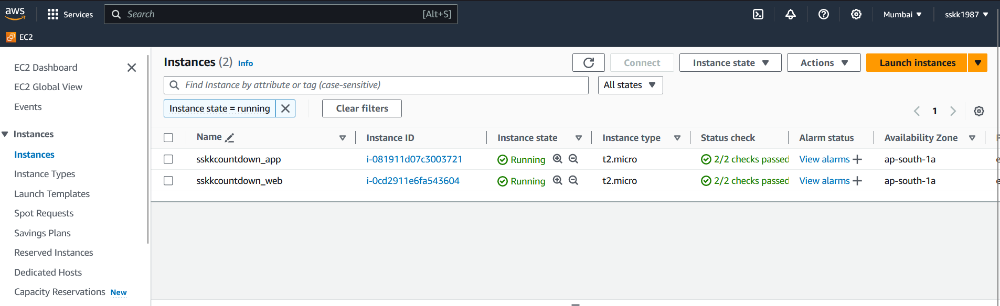 aws Services Search [Alt+S] Mumbai sskk1987
EC2
EC2 Dashboard
EC2 Global View
Events
Instances
Instances
Instance Types
Launch Templates
Spot Requests
Savings Plans
Reserved Instances
Dedicated Hosts
Capacity Reservations New
Instances (2) Info Connect Instance state Actions Launch instances
Find Instance by attribute or tag (case-sensitive) All states
Instance state = running Clear filters
1
Name Instance ID Instance state Instance type Status check Alarm status Availability Zone
sskkcountdown_app i-081911d07c3003721 Running t2.micro 2/2 checks passed View alarms + ap-south-1a
sskkcountdown_web i-0cd2911e6fa543604 Running t2.micro 2/2 checks passed View alarms + ap-south-1a